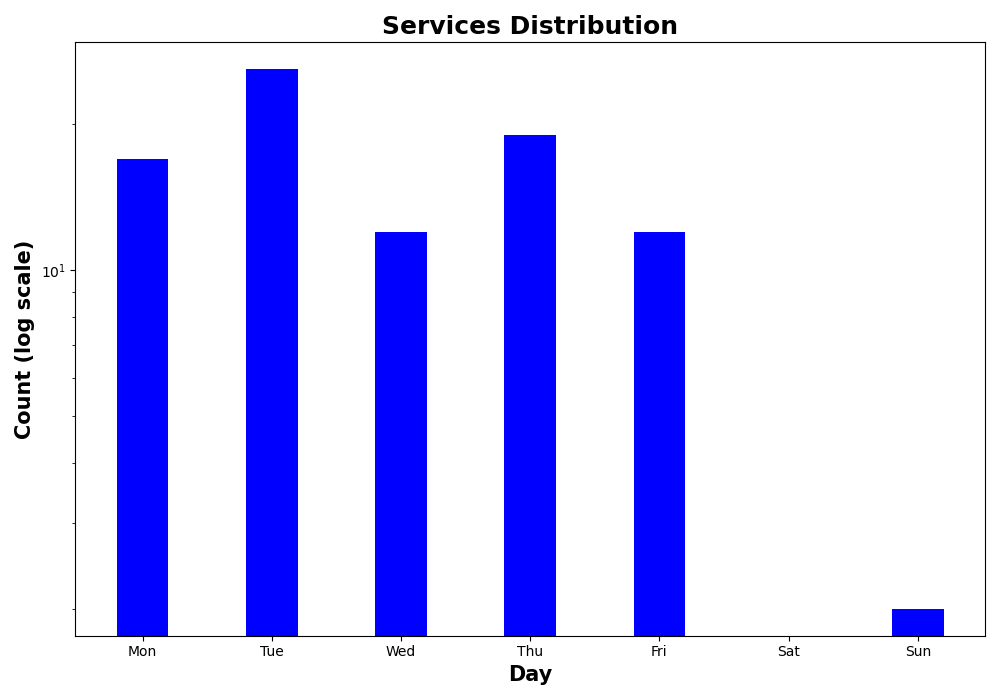 Services Distribution
Count (log scale)
10¹
Mon Tue Wed Thu Fri Sat Sun
Day